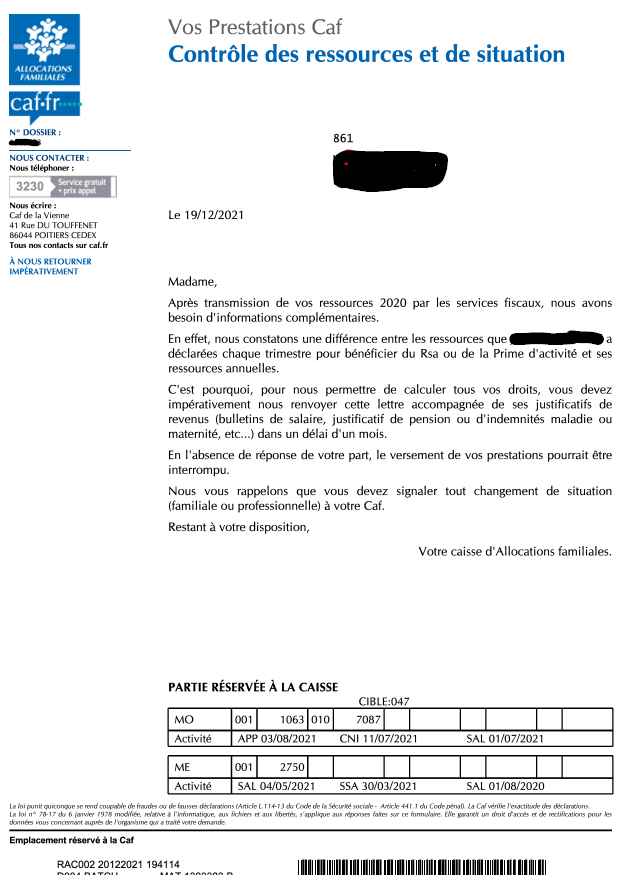 Vos Prestations Caf
Contrôle des ressources et de situation
ALLOCATIONS
FAMILIALES
caf.fr
N° DOSSIER :
NOUS CONTACTER :
Nous téléphoner :
3230 Service gratuit
+ prix appel
Nous écrire :
Caf de la Vienne
41 Rue DU TOUFFENET
86044 POITIERS CEDEX
Tous nos contacts sur caf.fr
À NOUS RETOURNER
IMPÉRATIVEMENT
861
Le 19/12/2021
Madame,
Après transmission de vos ressources 2020 par les services fiscaux, nous avons
besoin d'informations complémentaires.
En effet, nous constatons une différence entre les ressources que a
déclarées chaque trimestre pour bénéficier du Rsa ou de la Prime d'activité et ses
ressources annuelles.
C'est pourquoi, pour nous permettre de calculer tous vos droits, vous devez
impérativement nous renvoyer cette lettre accompagnée de ses justificatifs de
revenus (bulletins de salaire, justificatif de pension ou d'indemnités maladie ou
maternité, etc...) dans un délai d'un mois.
En l'absence de réponse de votre part, le versement de vos prestations pourrait être
interrompu.
Nous vous rappelons que vous devez signaler tout changement de situation
(familiale ou professionnelle) à votre Caf.
Restant à votre disposition,
Votre caisse d'Allocations familiales.
PARTIE RÉSERVÉE À LA CAISSE
CIBLE:047
MO 001 1063 010 7087
Activité APP 03/08/2021 CNI 11/07/2021 SAL 01/07/2021
ME 001 2750
Activité SAL 04/05/2021 SSA 30/03/2021 SAL 01/08/2020
La loi punit quiconque se rend coupable de fraudes ou de fausses déclarations (Article L.114-13 du Code de la Sécurité sociale - Article 441.1 du Code pénal). La Caf vérifie l'exactitude des déclarations.
La loi n° 78-17 du 6 janvier 1978 modifiée, relative à l'informatique, aux fichiers et aux libertés, s'applique aux réponses faites sur ce formulaire. Elle garantit un droit d'accès et de rectifications pour les
données vous concernant auprès de l'organisme qui a traité votre demande.
Emplacement réservé à la Caf
RAC002 20122021 194114